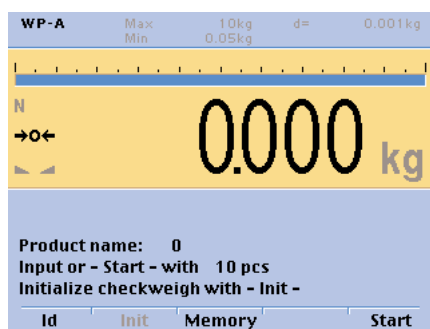 WP-A Max 10kg d= 0.001kg
Min 0.05kg
N
→0←
0.000 kg
Product name: 0
Input or - Start - with 10 pcs
Initialize checkweigh with - Init -
Id Init Memory Start